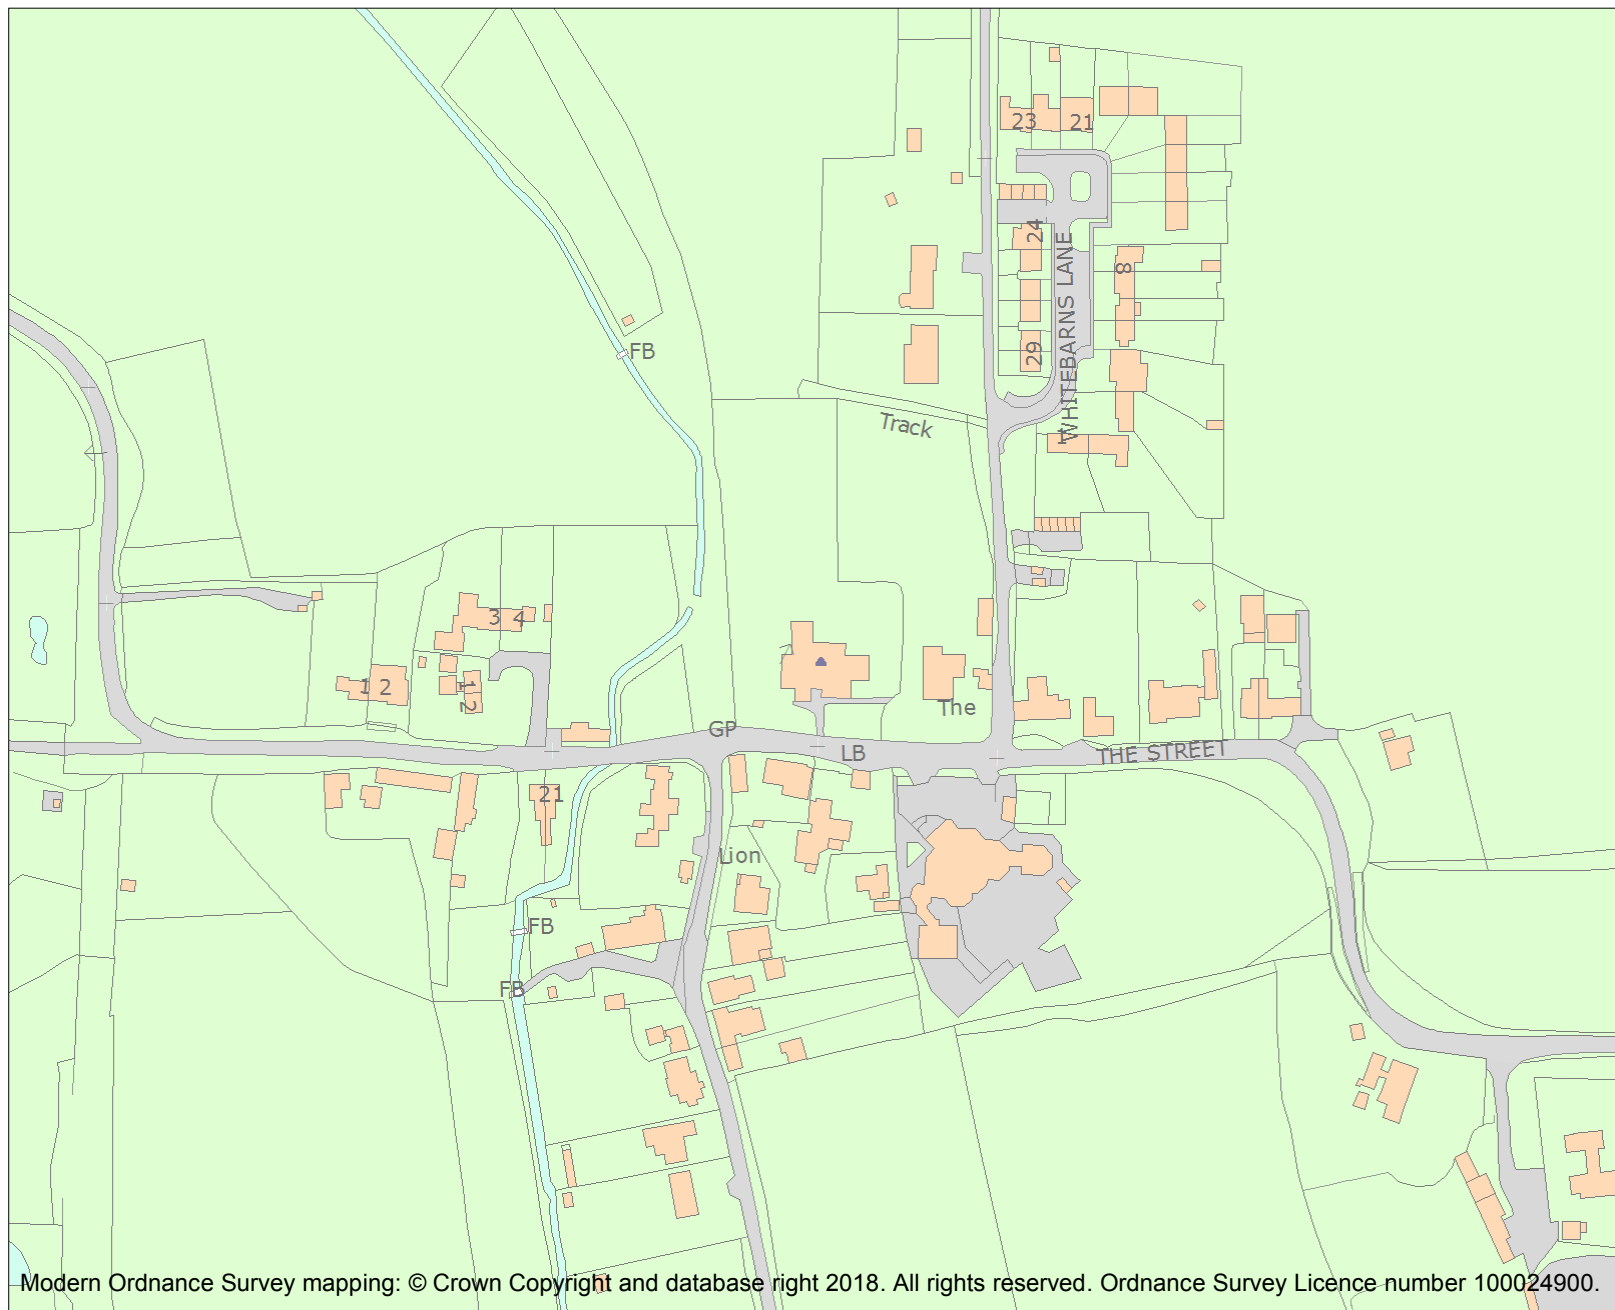 23
21
24
WHITEBARNS LANE
8
FB
29
Track
1
3
4
1
2
1
2
The
GP
LB
THE STREET
21
Lion
FB
FB
Modern Ordnance Survey mapping: © Crown Copyright and database right 2018. All rights reserved. Ordnance Survey Licence number 100024900.